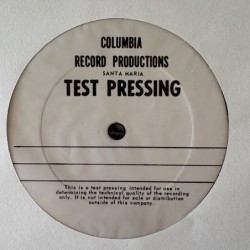 COLUMBIA
RECORD PRODUCTIONS
SANTA MARIA
TEST PRESSING
This is a test pressing intended for use in
determining the technical quality of the recording
only. If is not intended for sale or distribution
outside of this company.